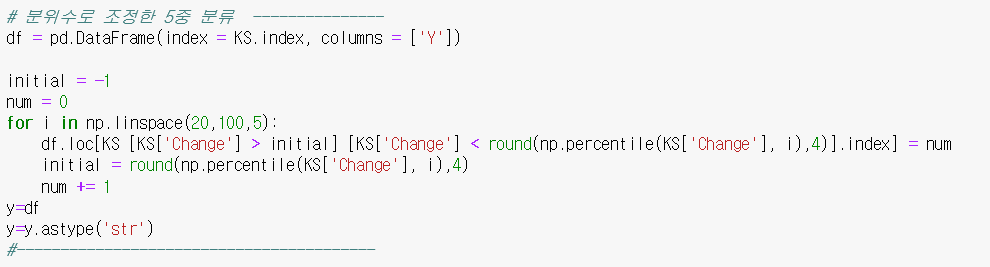 # 분위수로 조정한 5중 분류  ---------------
df = pd.DataFrame(index = KS.index, columns = ['Y'])
initial = -1
num = 0
for i in np.linspace(20,100,5):
    df.loc[KS [KS['Change'] > initial] [KS['Change'] < round(np.percentile(KS['Change'], i),4)].index] = num
    initial = round(np.percentile(KS['Change'], i),4)
    num += 1
y=df
y=y.astype('str')
#-----------------------------------------